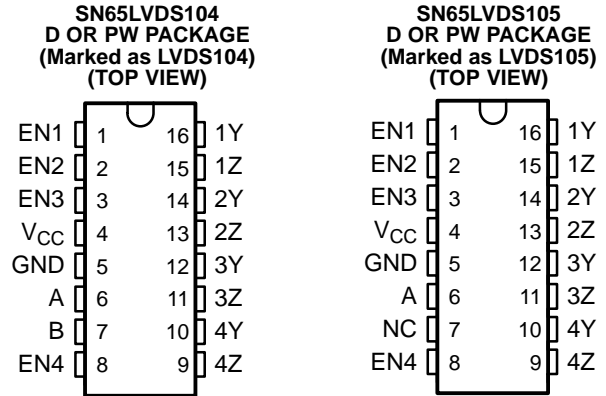 SN65LVDS104
D OR PW PACKAGE
(Marked as LVDS104)
(TOP VIEW)
EN1 1 16 1Y
EN2 2 15 1Z
EN3 3 14 2Y
VCC 4 13 2Z
GND 5 12 3Y
A 6 11 3Z
B 7 10 4Y
EN4 8 9 4Z
SN65LVDS105
D OR PW PACKAGE
(Marked as LVDS105)
(TOP VIEW)
EN1 1 16 1Y
EN2 2 15 1Z
EN3 3 14 2Y
VCC 4 13 2Z
GND 5 12 3Y
A 6 11 3Z
NC 7 10 4Y
EN4 8 9 4Z